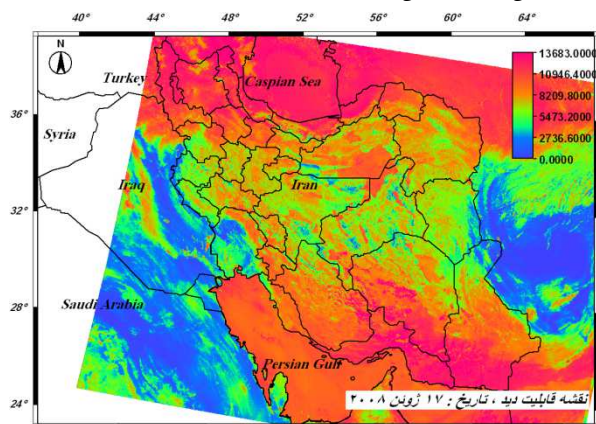 40° 44° 48° 52° 56° 60° 64°
N
36°
32°
28°
24°
Turkey
Caspian Sea
Syria
Iraq
Iran
Saudi Arabia
Persian Gulf
13683.0000
10946.4000
8209.8000
5473.2000
2736.6000
0.0000
نقشه قابلیت دید ، تاریخ : ۱۷ ژوئن ۲۰۰۸